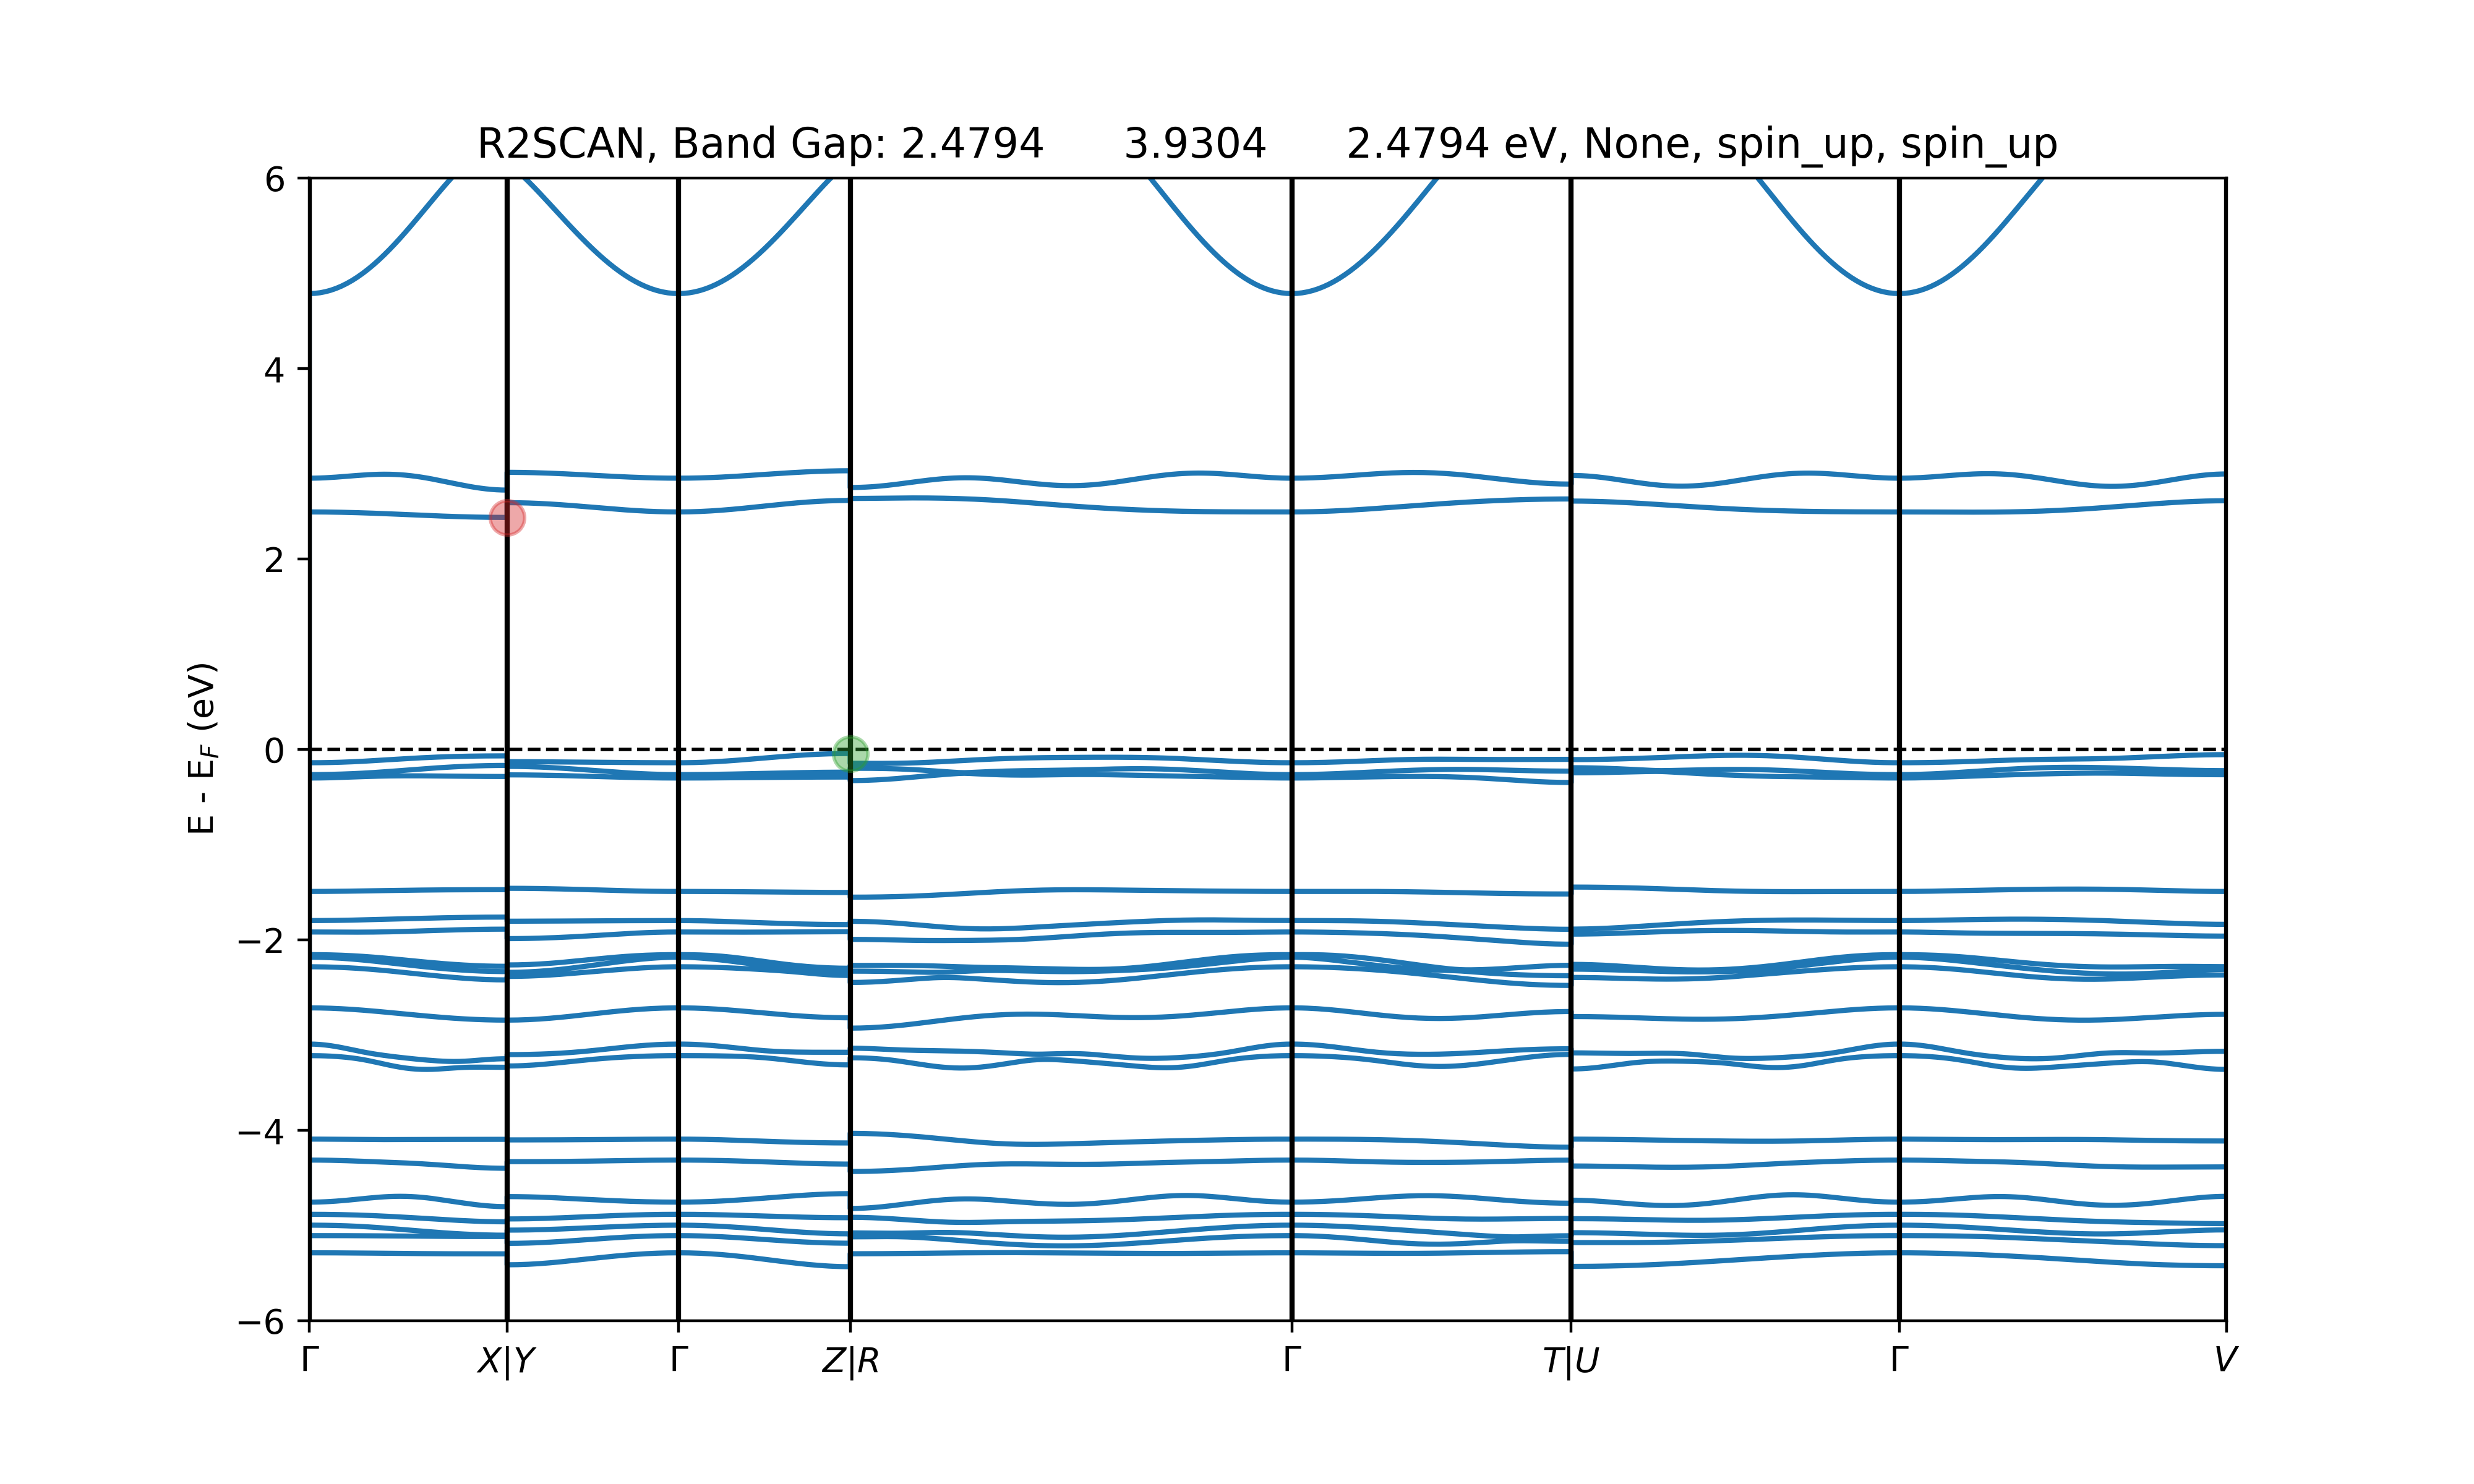 R2SCAN, Band Gap: 2.4794 3.9304 2.4794 eV, None, spin_up, spin_up
E - E_F (eV)
6
4
2
0
−2
−4
−6
Γ X|Y Γ Z|R Γ T|U Γ V